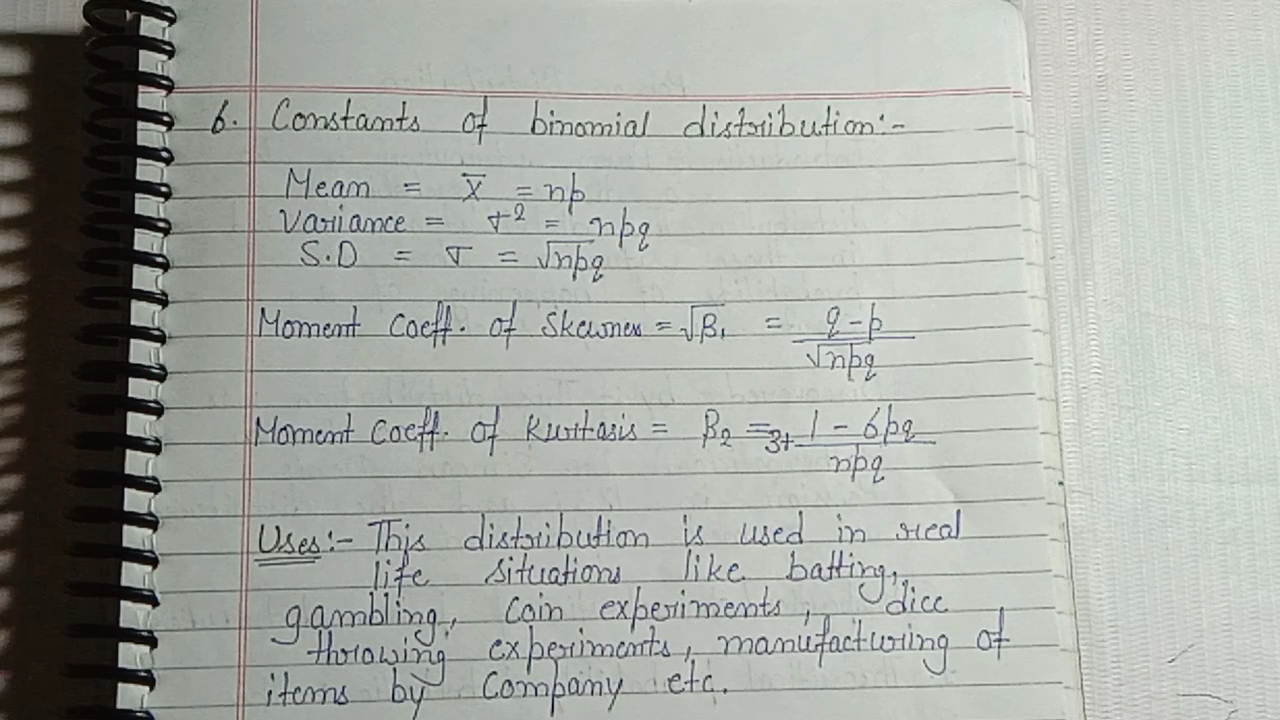 6. Constants of binomial distribution:-
Mean = X̅ = np
Variance = σ² = npq
S.D = σ = √npq
Moment Coeff. of Skewness = √β₁ = (q-p)/√npq
Moment Coeff. of Kurtosis = β₂ = 3+ (1-6pq)/npq
Uses:- This distribution is used in real
life situations like batting,
gambling, Coin experiments, dice
throwing experiments, manufacturing of
items by Company etc.